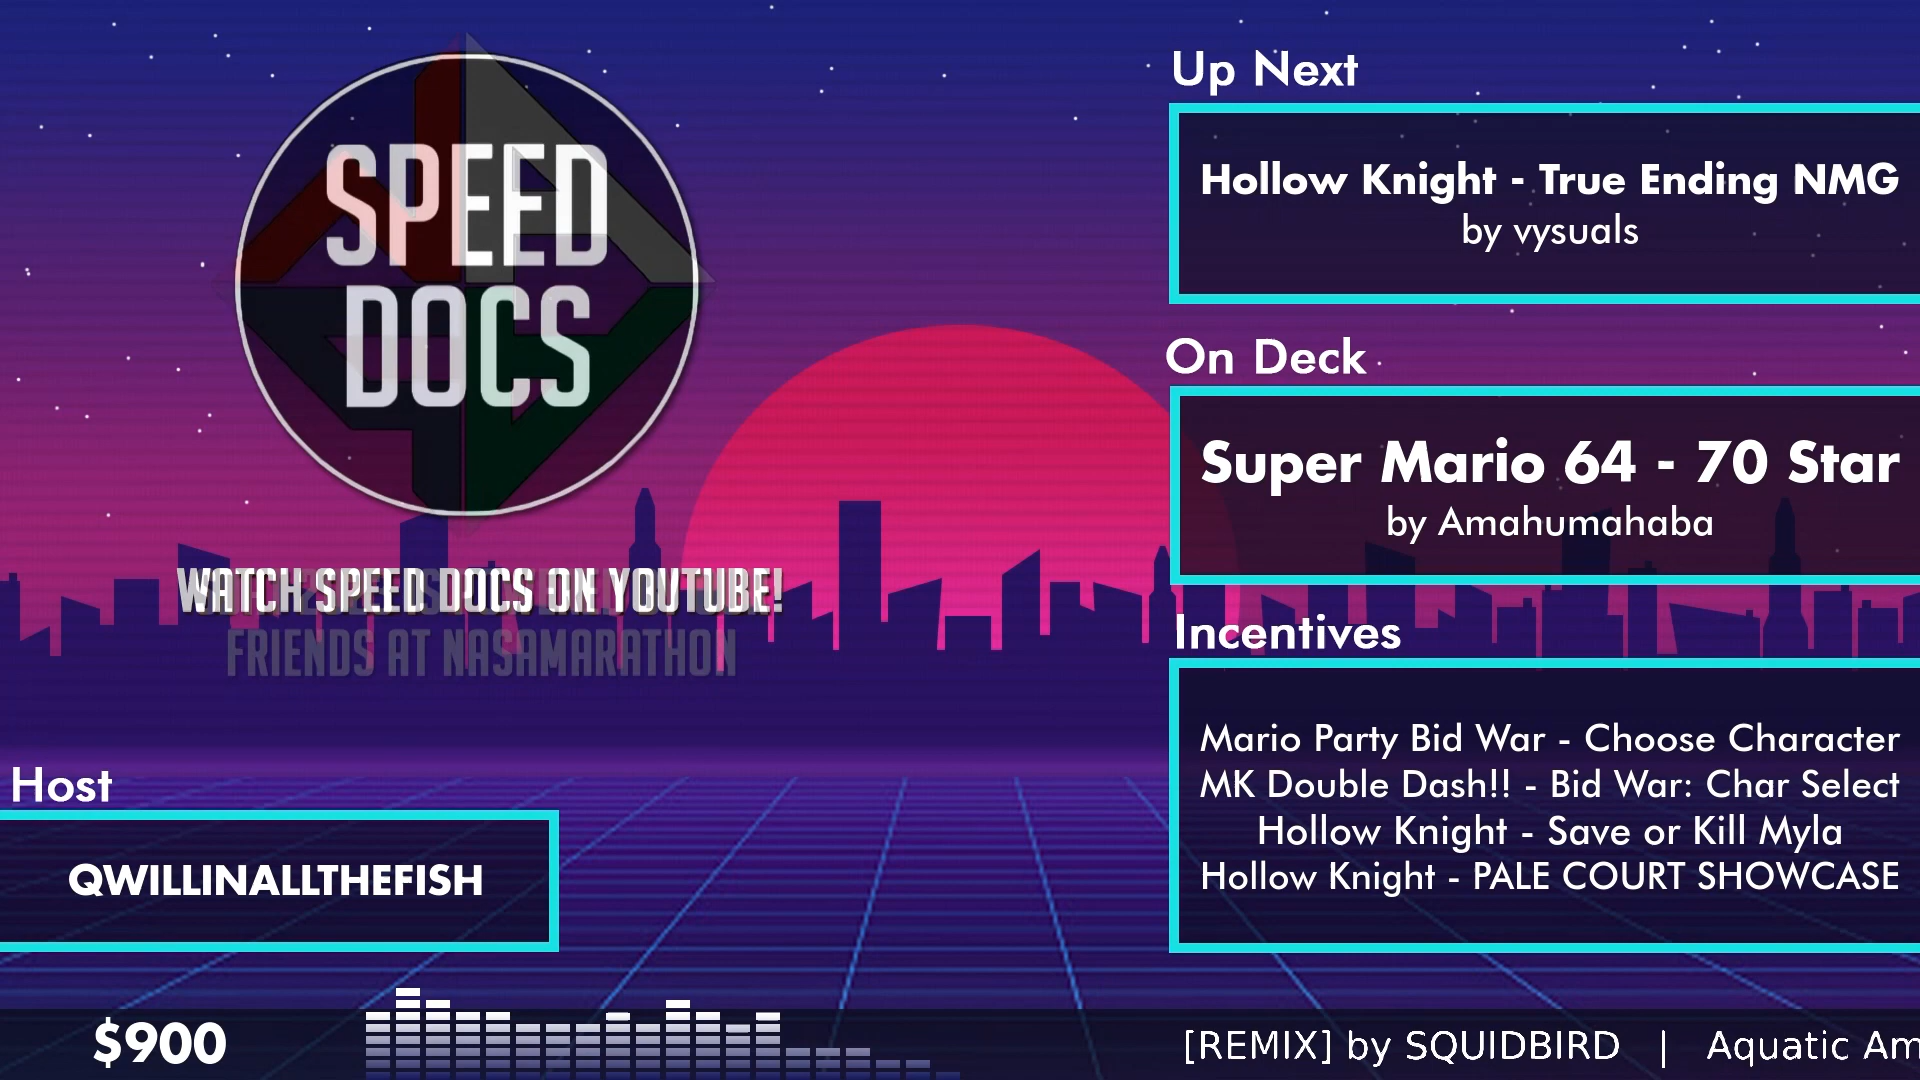 SPEED
DOCS
WATCH SPEED DOCS ON YOUTUBE!
FRIENDS AT NASAMARATHON
Up Next
Hollow Knight - True Ending NMG
by vysuals
On Deck
Super Mario 64 - 70 Star
by Amahumahaba
Incentives
Mario Party Bid War - Choose Character
MK Double Dash!! - Bid War: Char Select
Hollow Knight - Save or Kill Myla
Hollow Knight - PALE COURT SHOWCASE
Host
QWILLINALLTHEFISH
$900
[REMIX] by SQUIDBIRD | Aquatic Am